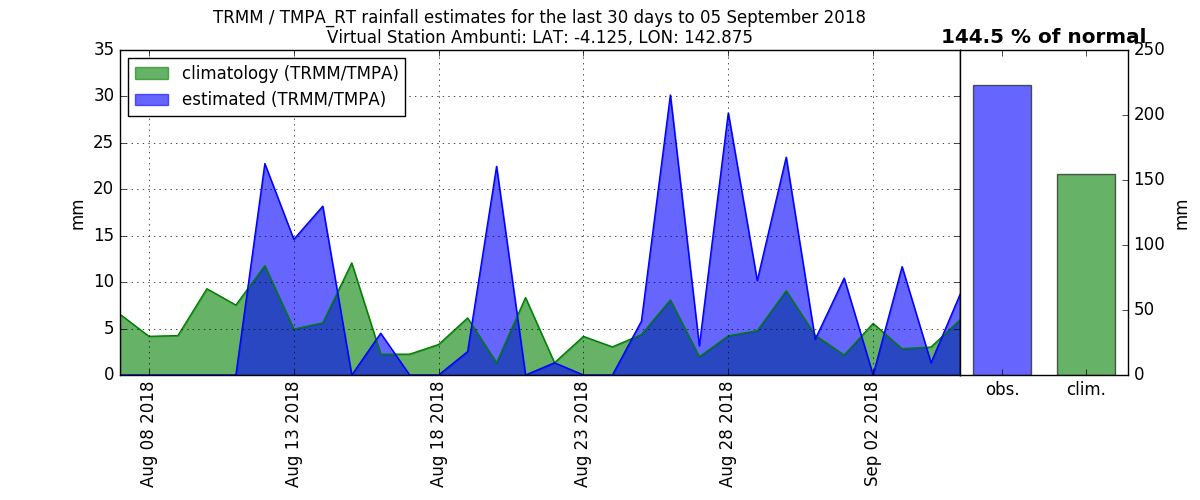 TRMM / TMPA_RT rainfall estimates for the last 30 days to 05 September 2018
Virtual Station Ambunti: LAT: -4.125, LON: 142.875
144.5 % of normal
climatology (TRMM/TMPA)
estimated (TRMM/TMPA)
mm
35
30
25
20
15
10
5
0
Aug 08 2018
Aug 13 2018
Aug 18 2018
Aug 23 2018
Aug 28 2018
Sep 02 2018
250
200
150
100
50
0
mm
obs.
clim.